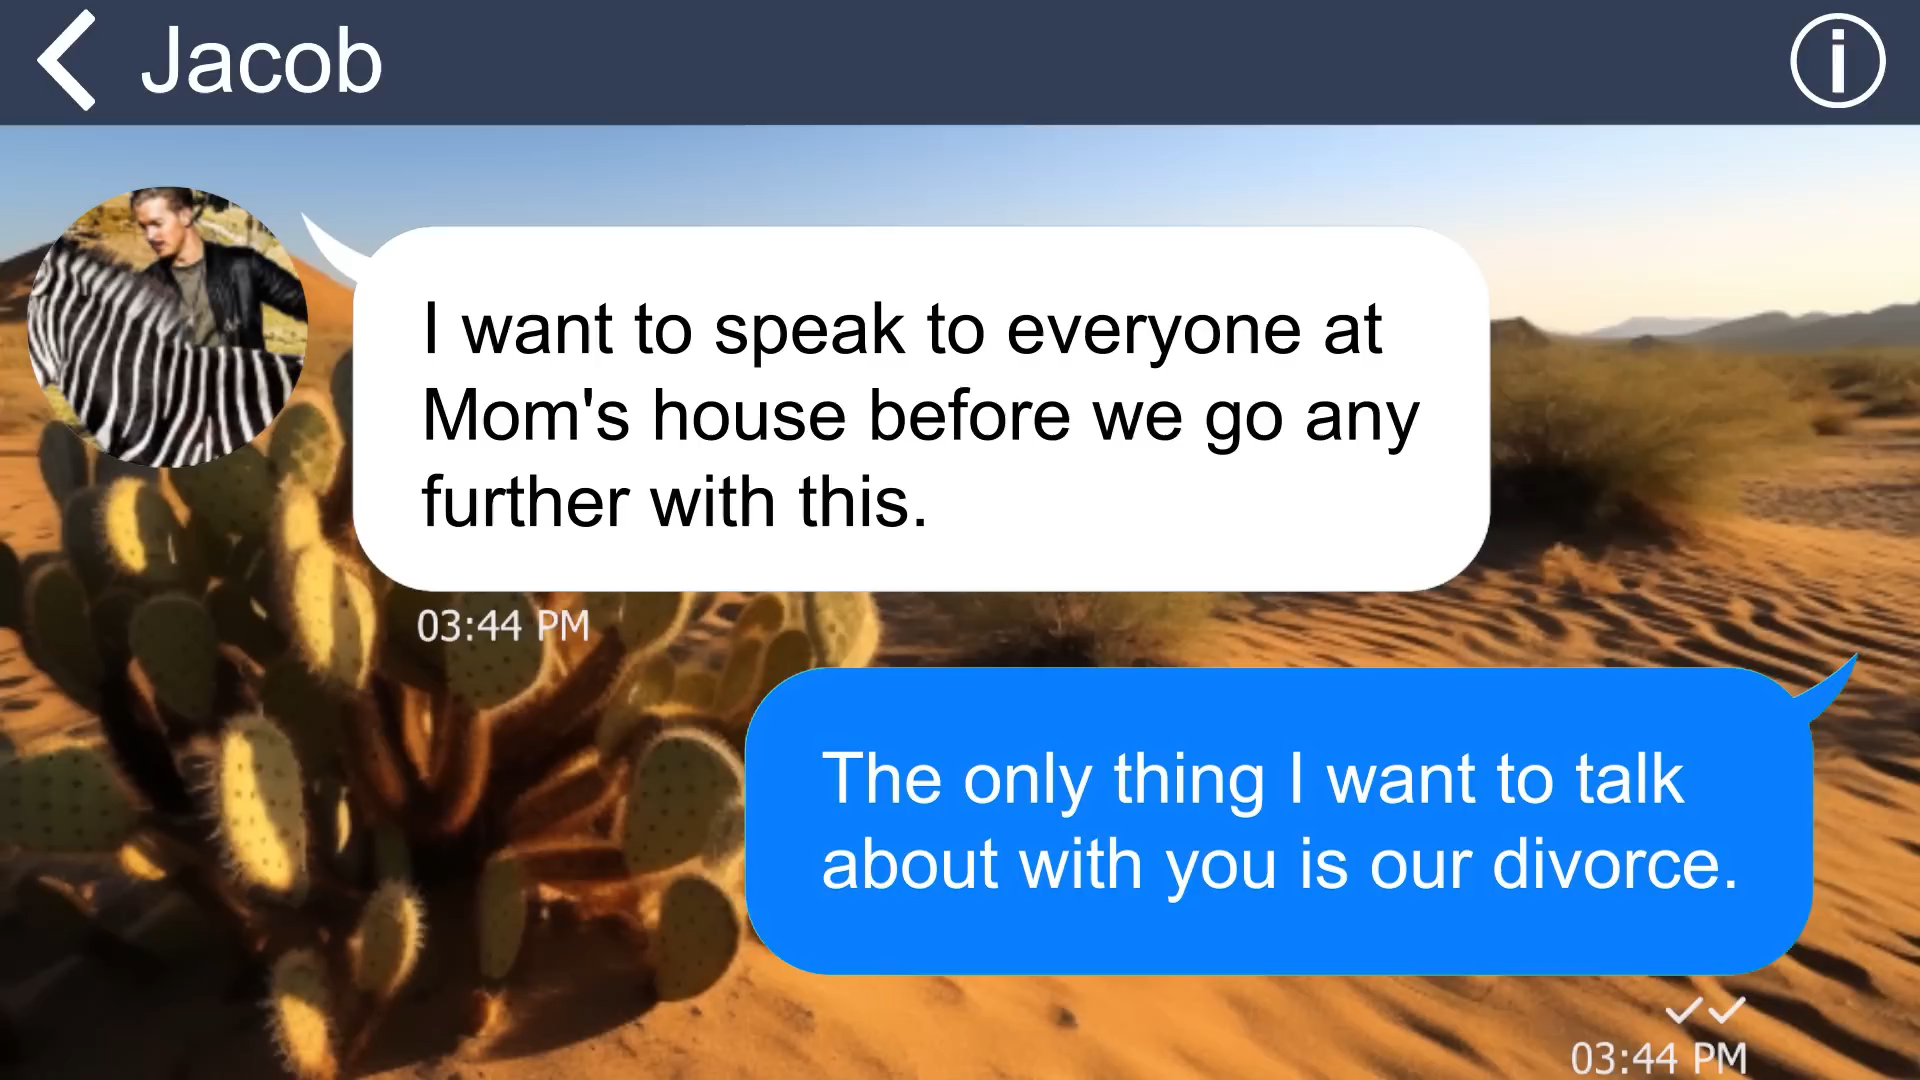 Jacob
I want to speak to everyone at
Mom's house before we go any
further with this.
03:44 PM
The only thing I want to talk
about with you is our divorce.
03:44 PM